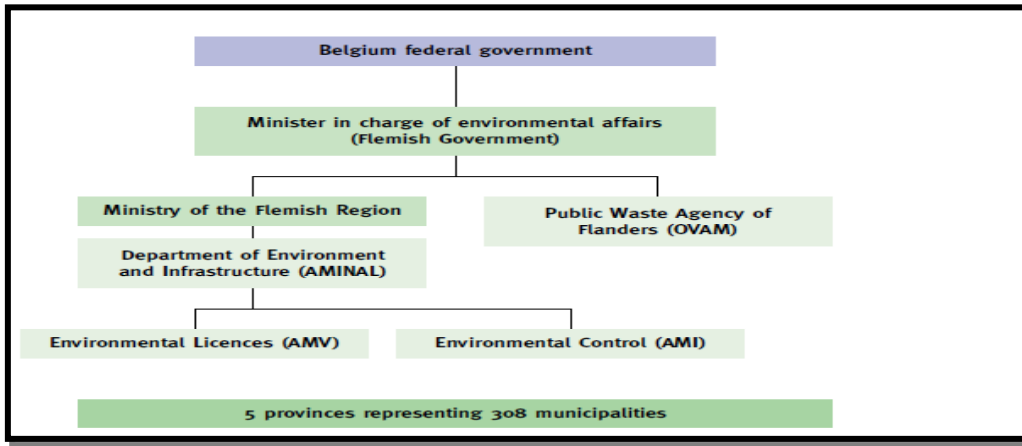 Belgium federal government
Minister in charge of environmental affairs
(Flemish Government)
Ministry of the Flemish Region
Public Waste Agency of
Flanders (OVAM)
Department of Environment
and Infrastructure (AMINAL)
Environmental Licences (AMV)
Environmental Control (AMI)
5 provinces representing 308 municipalities